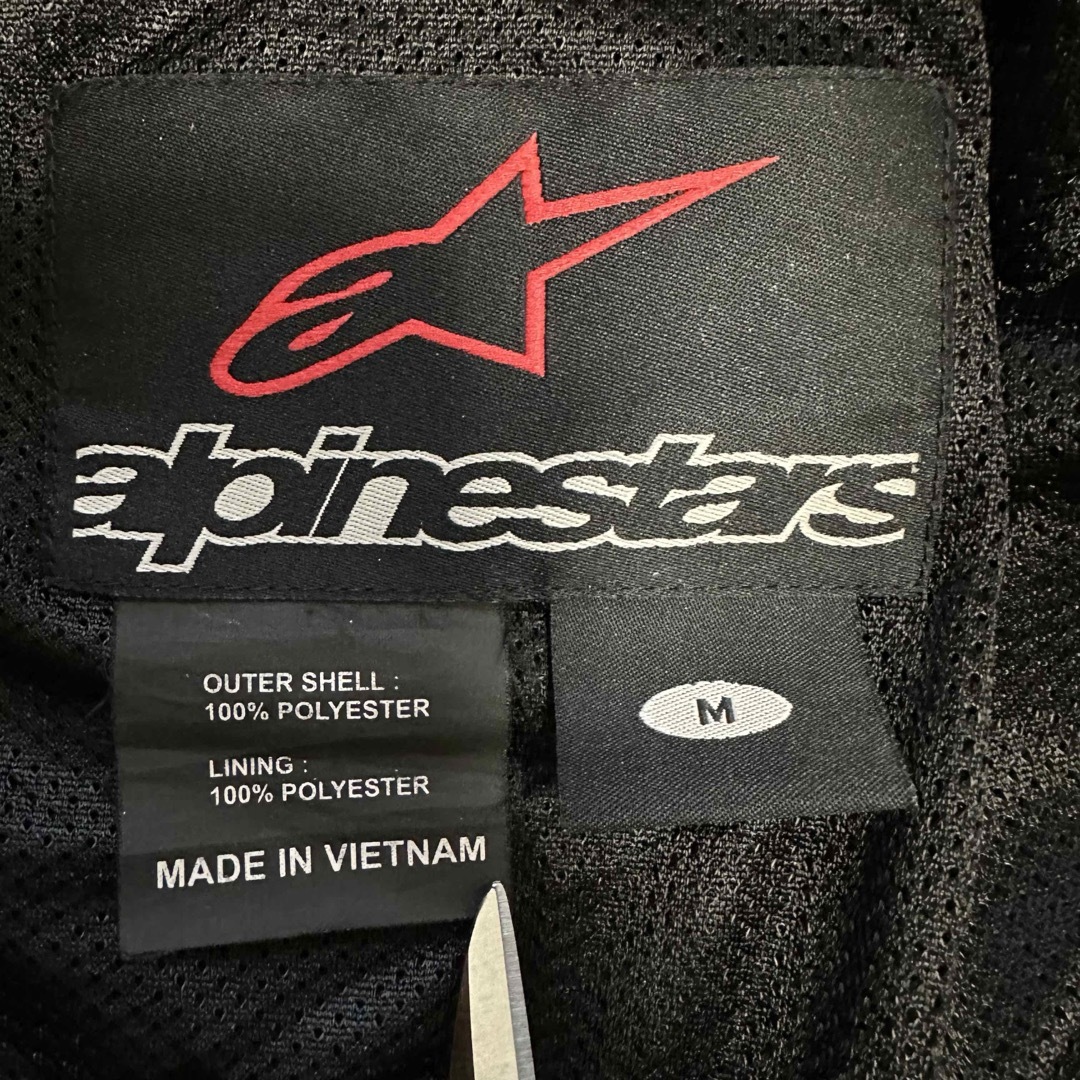 alpinestars
OUTER SHELL :
100% POLYESTER
LINING :
100% POLYESTER
MADE IN VIETNAM
M